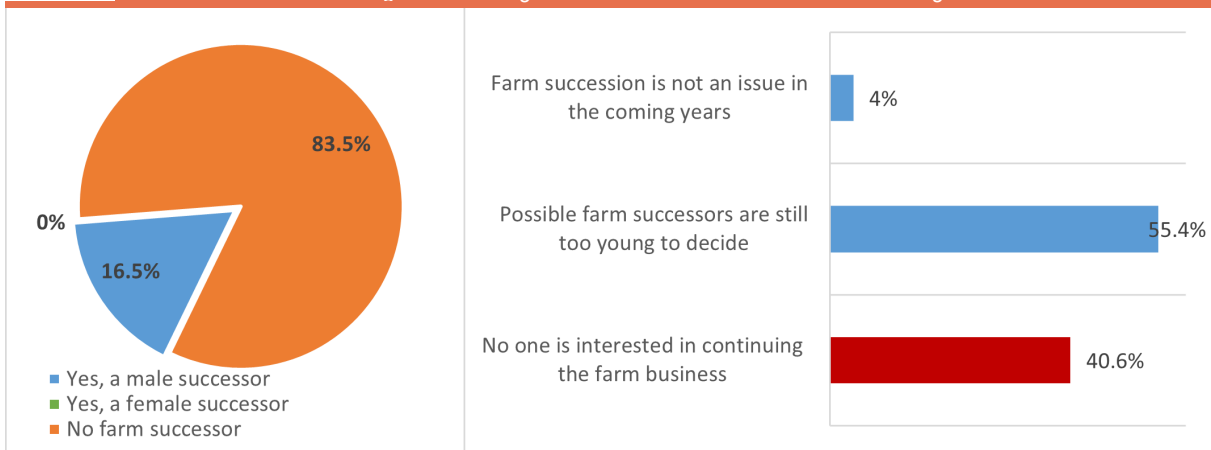 83.5%
0%
16.5%
Yes, a male successor
Yes, a female successor
No farm successor
Farm succession is not an issue in
the coming years
4%
Possible farm successors are still
too young to decide
55.4%
No one is interested in continuing
the farm business
40.6%